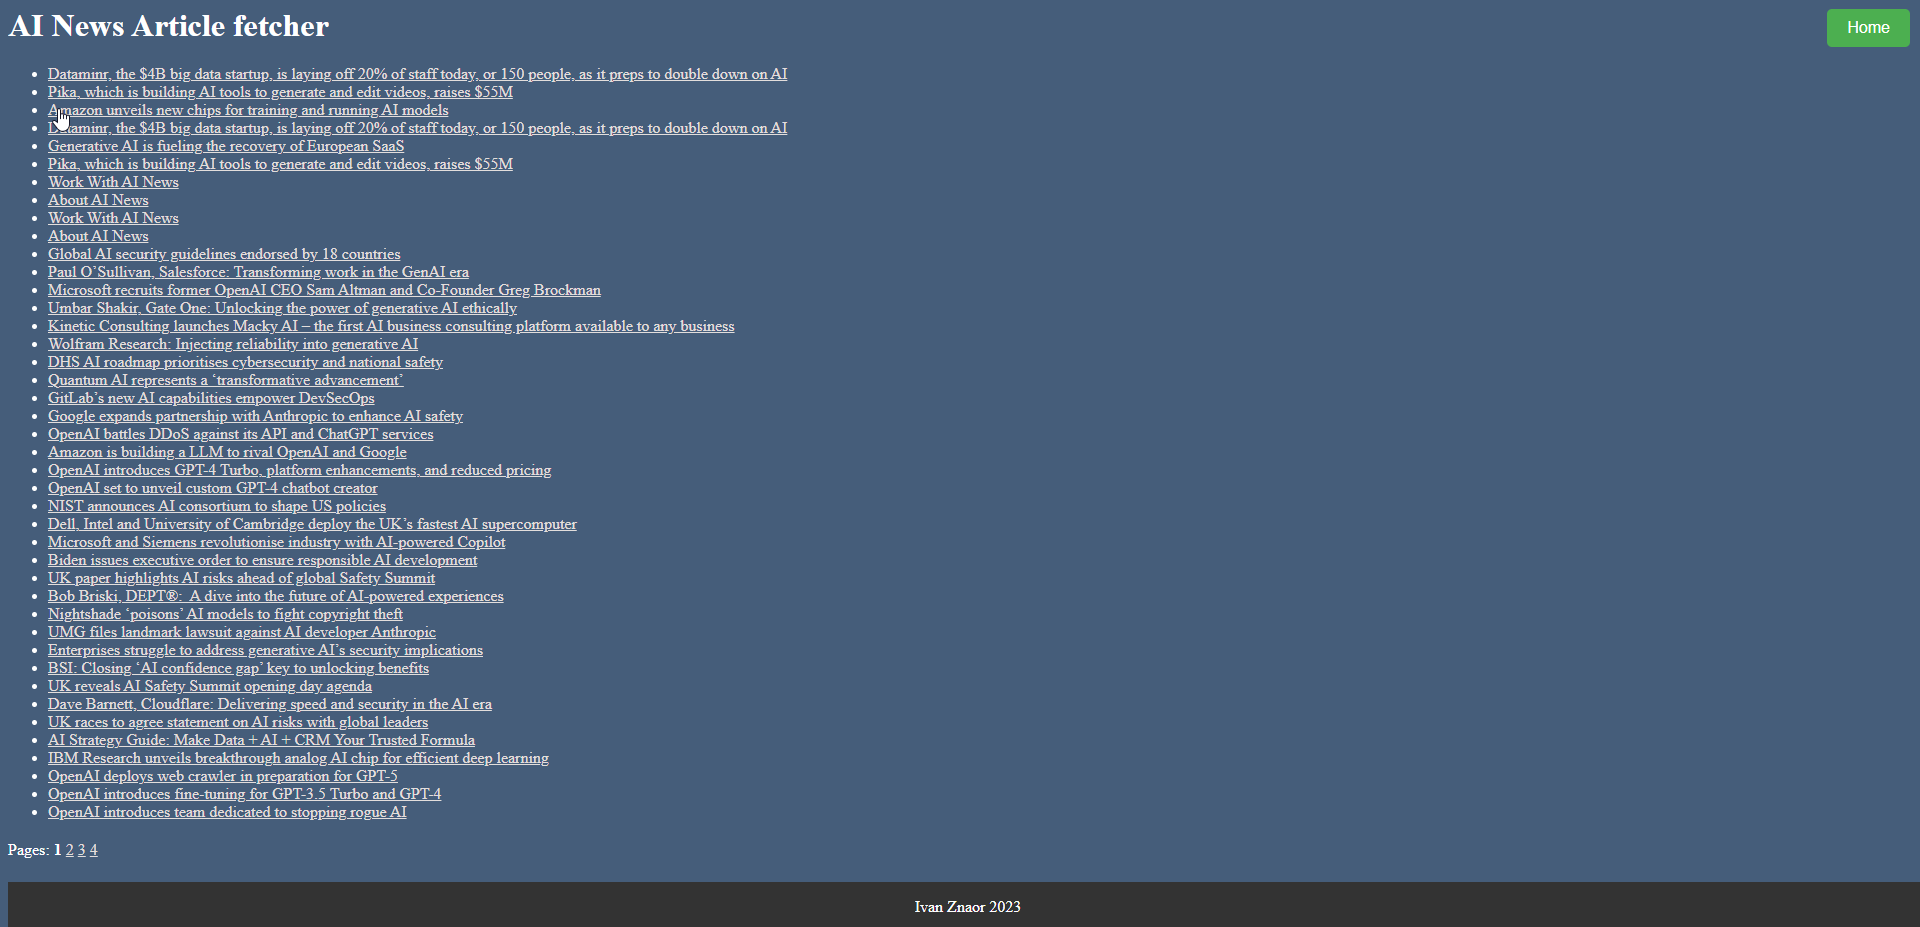 AI News Article fetcher
Home
Dataminr, the $4B big data startup, is laying off 20% of staff today, or 150 people, as it preps to double down on AI
Pika, which is building AI tools to generate and edit videos, raises $55M
Amazon unveils new chips for training and running AI models
Dataminr, the $4B big data startup, is laying off 20% of staff today, or 150 people, as it preps to double down on AI
Generative AI is fueling the recovery of European SaaS
Pika, which is building AI tools to generate and edit videos, raises $55M
Work With AI News
About AI News
Work With AI News
About AI News
Global AI security guidelines endorsed by 18 countries
Paul O’Sullivan, Salesforce: Transforming work in the GenAI era
Microsoft recruits former OpenAI CEO Sam Altman and Co-Founder Greg Brockman
Umbar Shakir, Gate One: Unlocking the power of generative AI ethically
Kinetic Consulting launches Macky AI – the first AI business consulting platform available to any business
Wolfram Research: Injecting reliability into generative AI
DHS AI roadmap prioritises cybersecurity and national safety
Quantum AI represents a ‘transformative advancement’
GitLab’s new AI capabilities empower DevSecOps
Google expands partnership with Anthropic to enhance AI safety
OpenAI battles DDoS against its API and ChatGPT services
Amazon is building a LLM to rival OpenAI and Google
OpenAI introduces GPT-4 Turbo, platform enhancements, and reduced pricing
OpenAI set to unveil custom GPT-4 chatbot creator
NIST announces AI consortium to shape US policies
Dell, Intel and University of Cambridge deploy the UK’s fastest AI supercomputer
Microsoft and Siemens revolutionise industry with AI-powered Copilot
Biden issues executive order to ensure responsible AI development
UK paper highlights AI risks ahead of global Safety Summit
Bob Briski, DEPT®:  A dive into the future of AI-powered experiences
Nightshade ‘poisons’ AI models to fight copyright theft
UMG files landmark lawsuit against AI developer Anthropic
Enterprises struggle to address generative AI’s security implications
BSI: Closing ‘AI confidence gap’ key to unlocking benefits
UK reveals AI Safety Summit opening day agenda
Dave Barnett, Cloudflare: Delivering speed and security in the AI era
UK races to agree statement on AI risks with global leaders
AI Strategy Guide: Make Data + AI + CRM Your Trusted Formula
IBM Research unveils breakthrough analog AI chip for efficient deep learning
OpenAI deploys web crawler in preparation for GPT-5
OpenAI introduces fine-tuning for GPT-3.5 Turbo and GPT-4
OpenAI introduces team dedicated to stopping rogue AI
Pages: 1 2 3 4
Ivan Znaor 2023